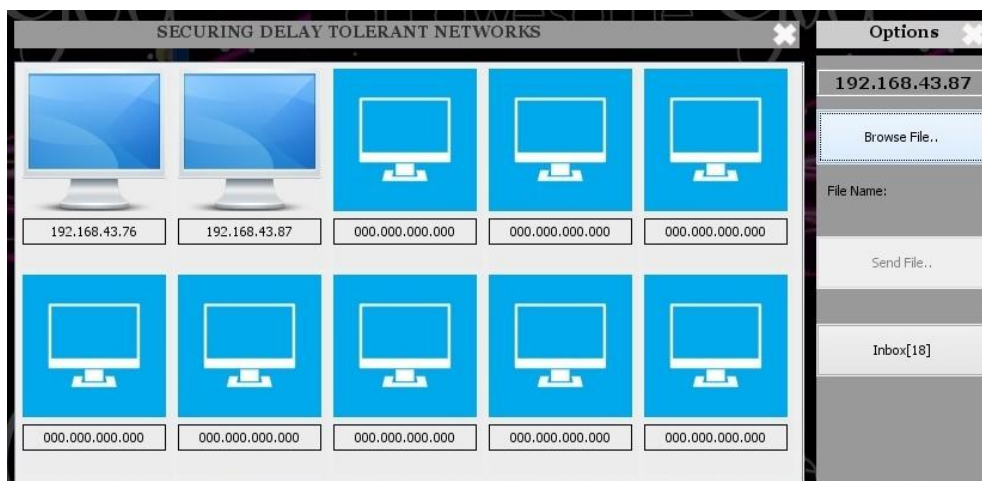 SECURING DELAY TOLERANT NETWORKS
192.168.43.76
192.168.43.87
000.000.000.000
000.000.000.000
000.000.000.000
000.000.000.000
000.000.000.000
000.000.000.000
000.000.000.000
000.000.000.000
Options
192.168.43.87
Browse File..
File Name:
Send File..
Inbox[18]